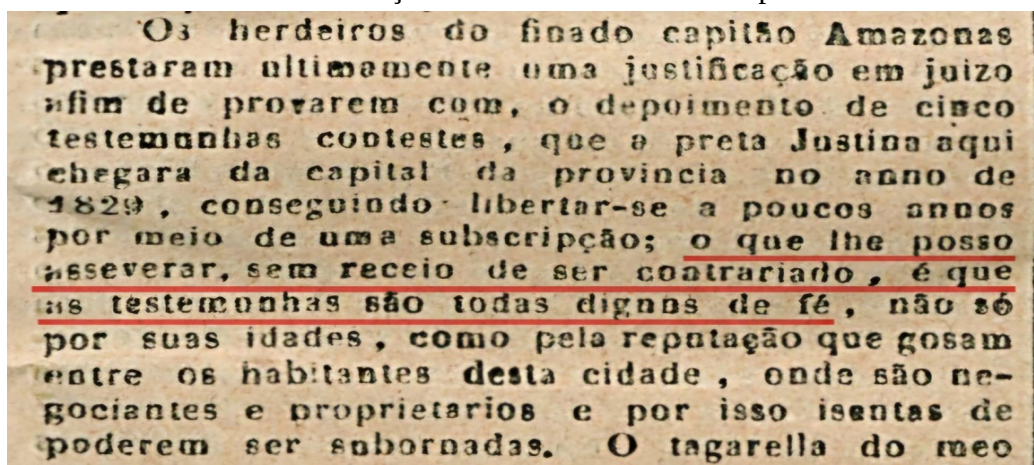 Os herdeiros do finado capitão Amazonas
prestaram ultimamente uma justificação em juizo
afim de provarem com, o depoimento de cinco
testemunhas contestes, que a preta Justina aqui
chegara da capital da provincia no anno de
1829, conseguindo libertar-se a poucos annos
por meio de uma subscripção; o que lhe posso
asseverar, sem receio de ser contrariado, é que
as testemunhas são todas dignas de fé, não só
por suas idades, como pela reputação que gosam
entre os habitantes desta cidade, onde são ne-
gociantes e proprietarios e por isso isentas de
poderem ser subornadas. O tagarella do meo